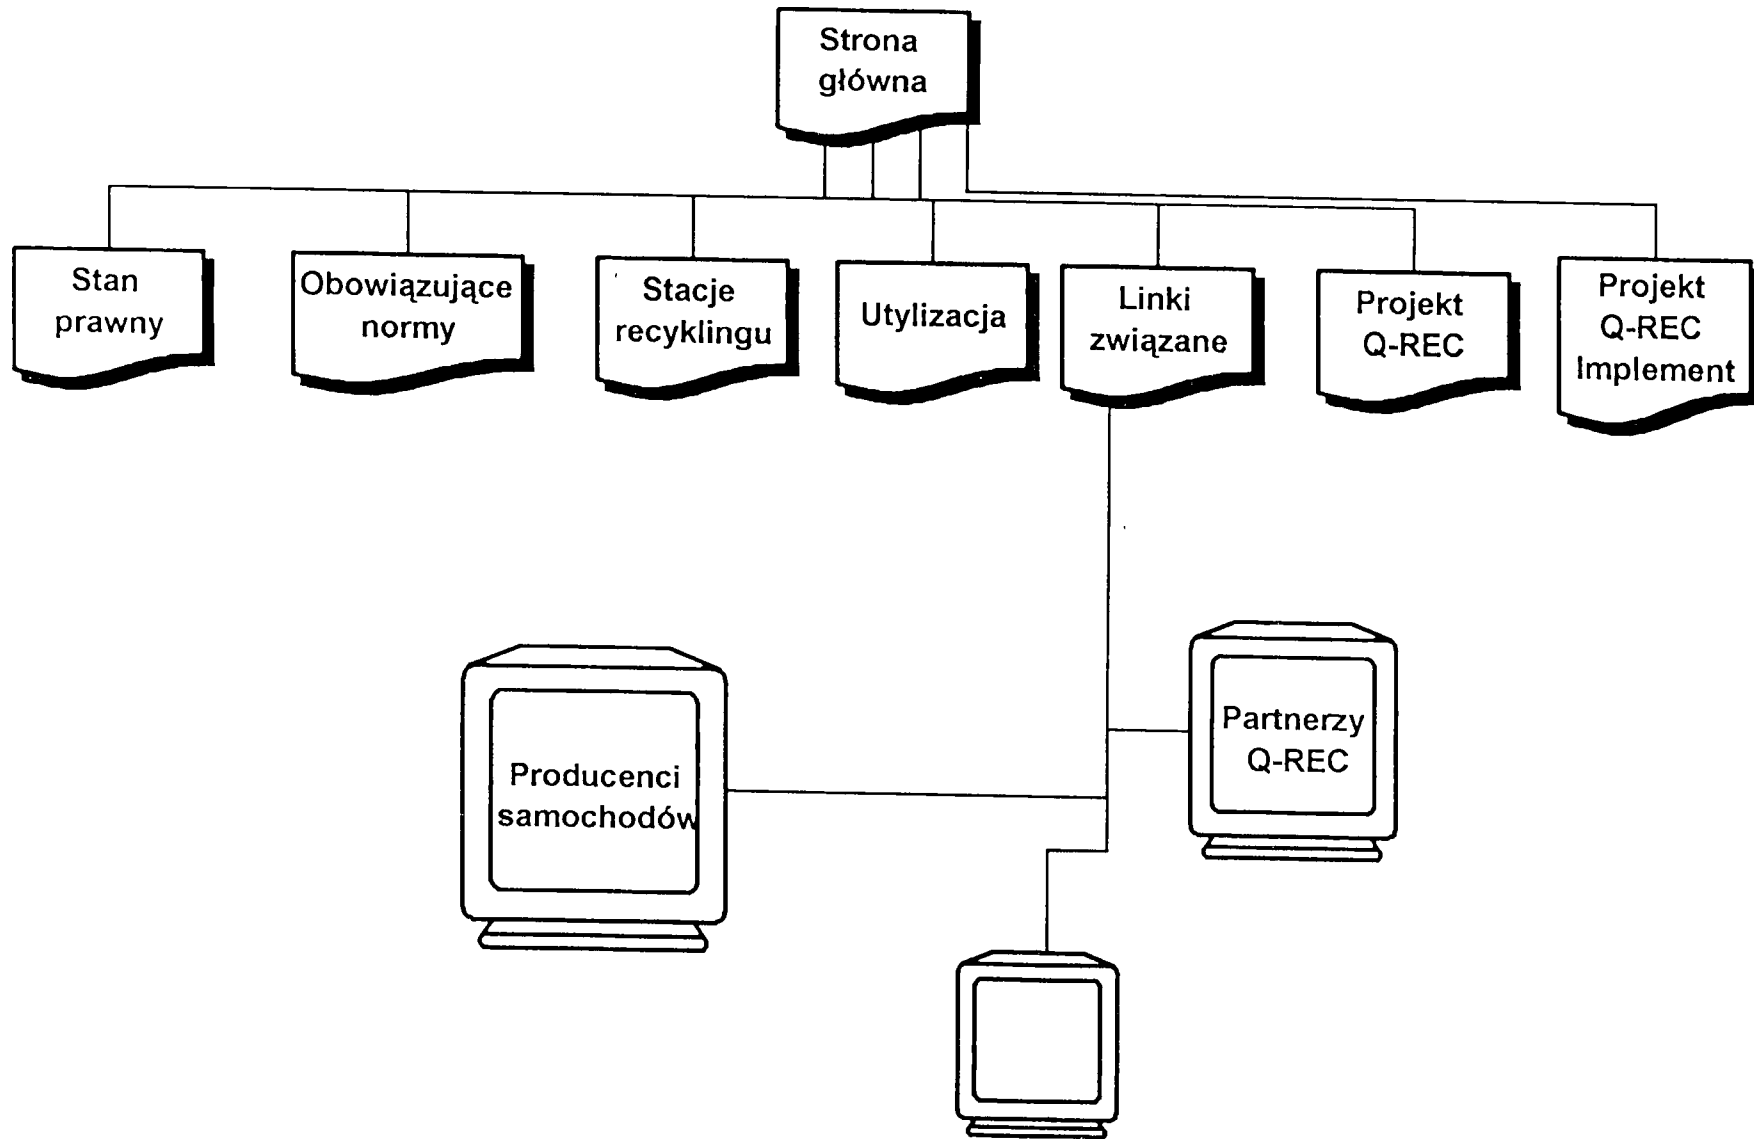 Strona
główna
Stan
prawny
Obowiązujące
normy
Stacje
recyklingu
Utylizacja
Linki
związane
Projekt
Q-REC
Projekt
Q-REC
Implement
Producenci
samochodów
Partnerzy
Q-REC